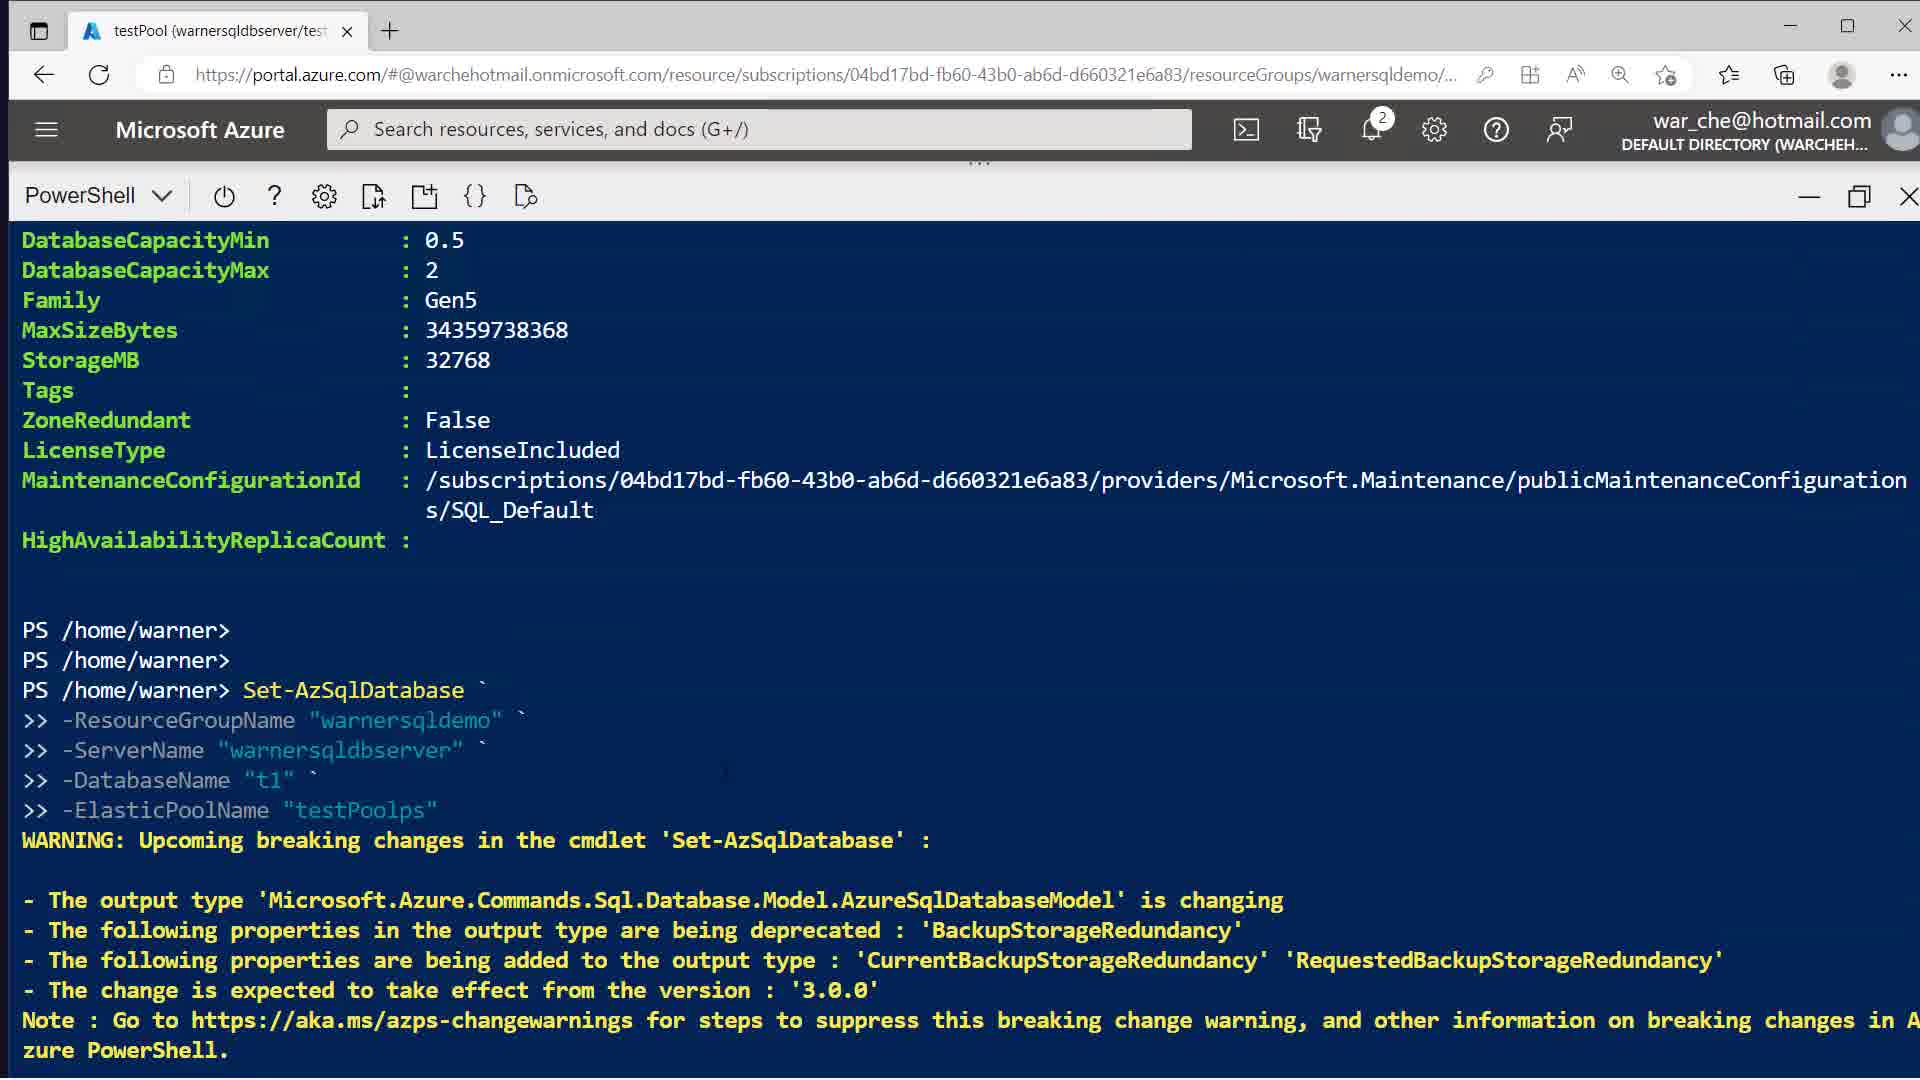 testPool (warnersqldbserver/test
https://portal.azure.com/#@warchehotmail.onmicrosoft.com/resource/subscriptions/04bd17bd-fb60-43b0-ab6d-d660321e6a83/resourceGroups/warnersqldemo/...
Microsoft Azure
Search resources, services, and docs (G+/)
2
war_che@hotmail.com
DEFAULT DIRECTORY (WARCHEH...
PowerShell
DatabaseCapacityMin : 0.5
DatabaseCapacityMax : 2
Family : Gen5
MaxSizeBytes : 34359738368
StorageMB : 32768
Tags :
ZoneRedundant : False
LicenseType : LicenseIncluded
MaintenanceConfigurationId : /subscriptions/04bd17bd-fb60-43b0-ab6d-d660321e6a83/providers/Microsoft.Maintenance/publicMaintenanceConfiguration
s/SQL_Default
HighAvailabilityReplicaCount :
PS /home/warner>
PS /home/warner>
PS /home/warner> Set-AzSqlDatabase `
>> -ResourceGroupName "warnersqldemo" `
>> -ServerName "warnersqldbserver" `
>> -DatabaseName "t1" `
>> -ElasticPoolName "testPoolps"
WARNING: Upcoming breaking changes in the cmdlet 'Set-AzSqlDatabase' :
- The output type 'Microsoft.Azure.Commands.Sql.Database.Model.AzureSqlDatabaseModel' is changing
- The following properties in the output type are being deprecated : 'BackupStorageRedundancy'
- The following properties are being added to the output type : 'CurrentBackupStorageRedundancy' 'RequestedBackupStorageRedundancy'
- The change is expected to take effect from the version : '3.0.0'
Note : Go to https://aka.ms/azps-changewarnings for steps to suppress this breaking change warning, and other information on breaking changes in A
zure PowerShell.